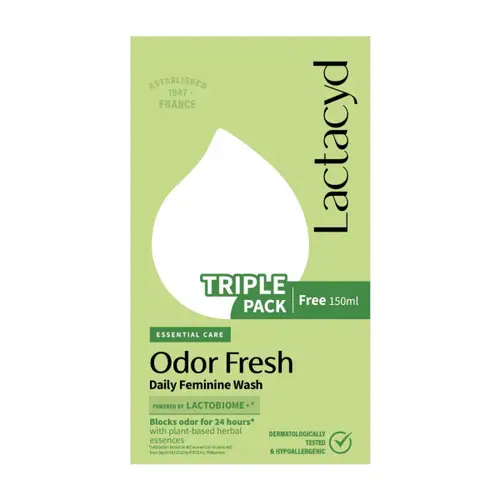 ESTABLISHED
1947 -
- FRANCE -
Lactacyd
TRIPLE
PACK
Free 150ml
ESSENTIAL CARE
Odor Fresh
Daily Feminine Wash
POWERED BY LACTOBIOME+*
Blocks odor for 24 hours*
with plant-based herbal
essences
DERMATOLOGICALLY
TESTED
& HYPOALLERGENIC